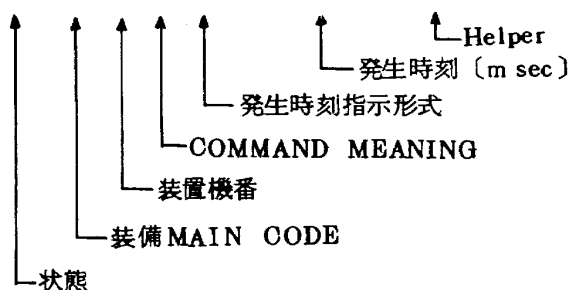 Helper
発生時刻〔m sec〕
発生時刻指示形式
COMMAND MEANING
装置機番
装備MAIN CODE
状態